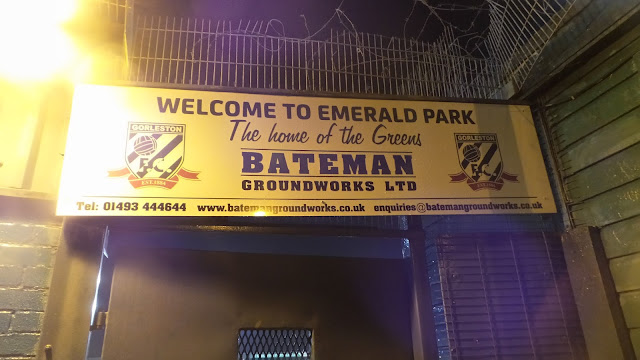 WELCOME TO EMERALD PARK
The home of the Greens
GORLESTON
F.C.
BATEMAN
GROUNDWORKS LTD
GORLESTON
F.C.
Tel: 01493 444644 www.batemangroundworks.co.uk enquiries@batemangroundworks.co.uk